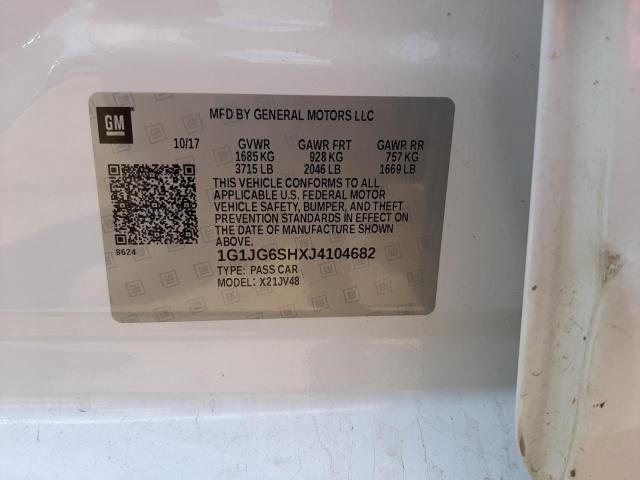 GM
MFD BY GENERAL MOTORS LLC
10/17 GVWR GAWR FRT GAWR RR
1685 KG 928 KG 757 KG
3715 LB 2046 LB 1669 LB
THIS VEHICLE CONFORMS TO ALL
APPLICABLE U.S. FEDERAL MOTOR
VEHICLE SAFETY, BUMPER, AND THEFT
PREVENTION STANDARDS IN EFFECT ON
THE DATE OF MANUFACTURE SHOWN
ABOVE.
8624
1G1JG6SHXJ4104682
TYPE: PASS CAR
MODEL: X21JV48